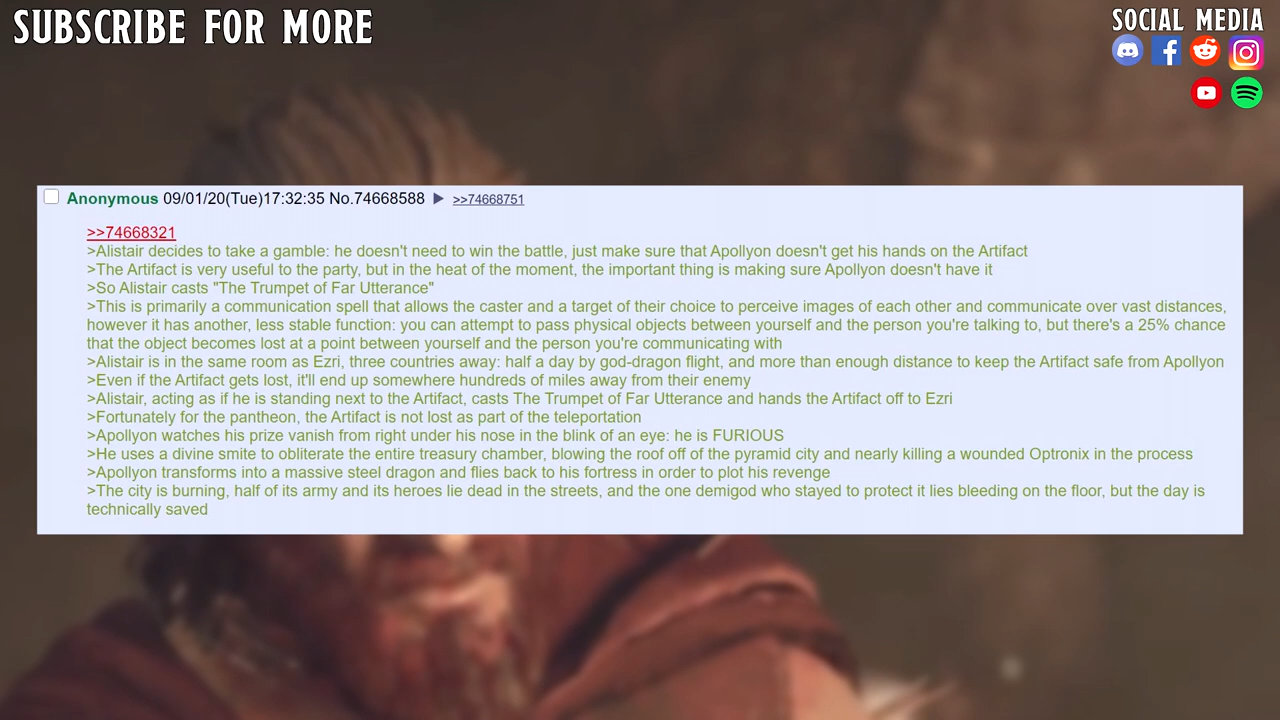 SUBSCRIBE FOR MORE
SOCIAL MEDIA
Anonymous 09/01/20(Tue)17:32:35 No.74668588 ▶ >>74668751
>>74668321
>Alistair decides to take a gamble: he doesn't need to win the battle, just make sure that Apollyon doesn't get his hands on the Artifact
>The Artifact is very useful to the party, but in the heat of the moment, the important thing is making sure Apollyon doesn't have it
>So Alistair casts "The Trumpet of Far Utterance"
>This is primarily a communication spell that allows the caster and a target of their choice to perceive images of each other and communicate over vast distances,
however it has another, less stable function: you can attempt to pass physical objects between yourself and the person you're talking to, but there's a 25% chance
that the object becomes lost at a point between yourself and the person you're communicating with
>Alistair is in the same room as Ezri, three countries away: half a day by god-dragon flight, and more than enough distance to keep the Artifact safe from Apollyon
>Even if the Artifact gets lost, it'll end up somewhere hundreds of miles away from their enemy
>Alistair, acting as if he is standing next to the Artifact, casts The Trumpet of Far Utterance and hands the Artifact off to Ezri
>Fortunately for the pantheon, the Artifact is not lost as part of the teleportation
>Apollyon watches his prize vanish from right under his nose in the blink of an eye: he is FURIOUS
>He uses a divine smite to obliterate the entire treasury chamber, blowing the roof off of the pyramid city and nearly killing a wounded Optronix in the process
>Apollyon transforms into a massive steel dragon and flies back to his fortress in order to plot his revenge
>The city is burning, half of its army and its heroes lie dead in the streets, and the one demigod who stayed to protect it lies bleeding on the floor, but the day is
technically saved